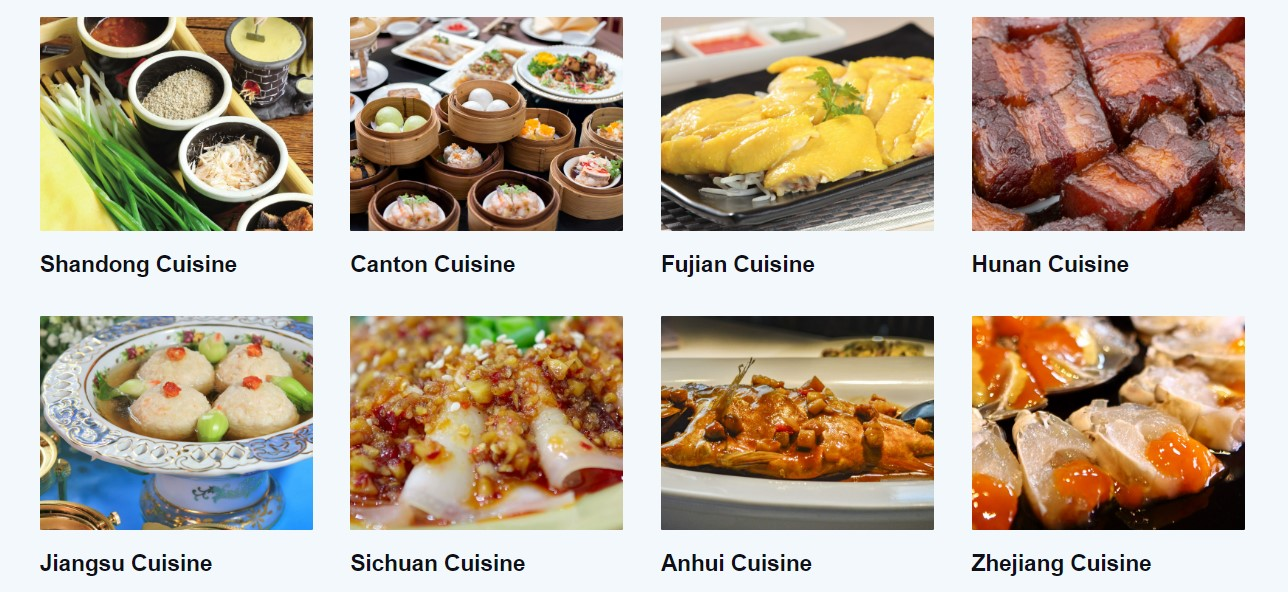 Shandong Cuisine
Canton Cuisine
Fujian Cuisine
Hunan Cuisine
Jiangsu Cuisine
Sichuan Cuisine
Anhui Cuisine
Zhejiang Cuisine